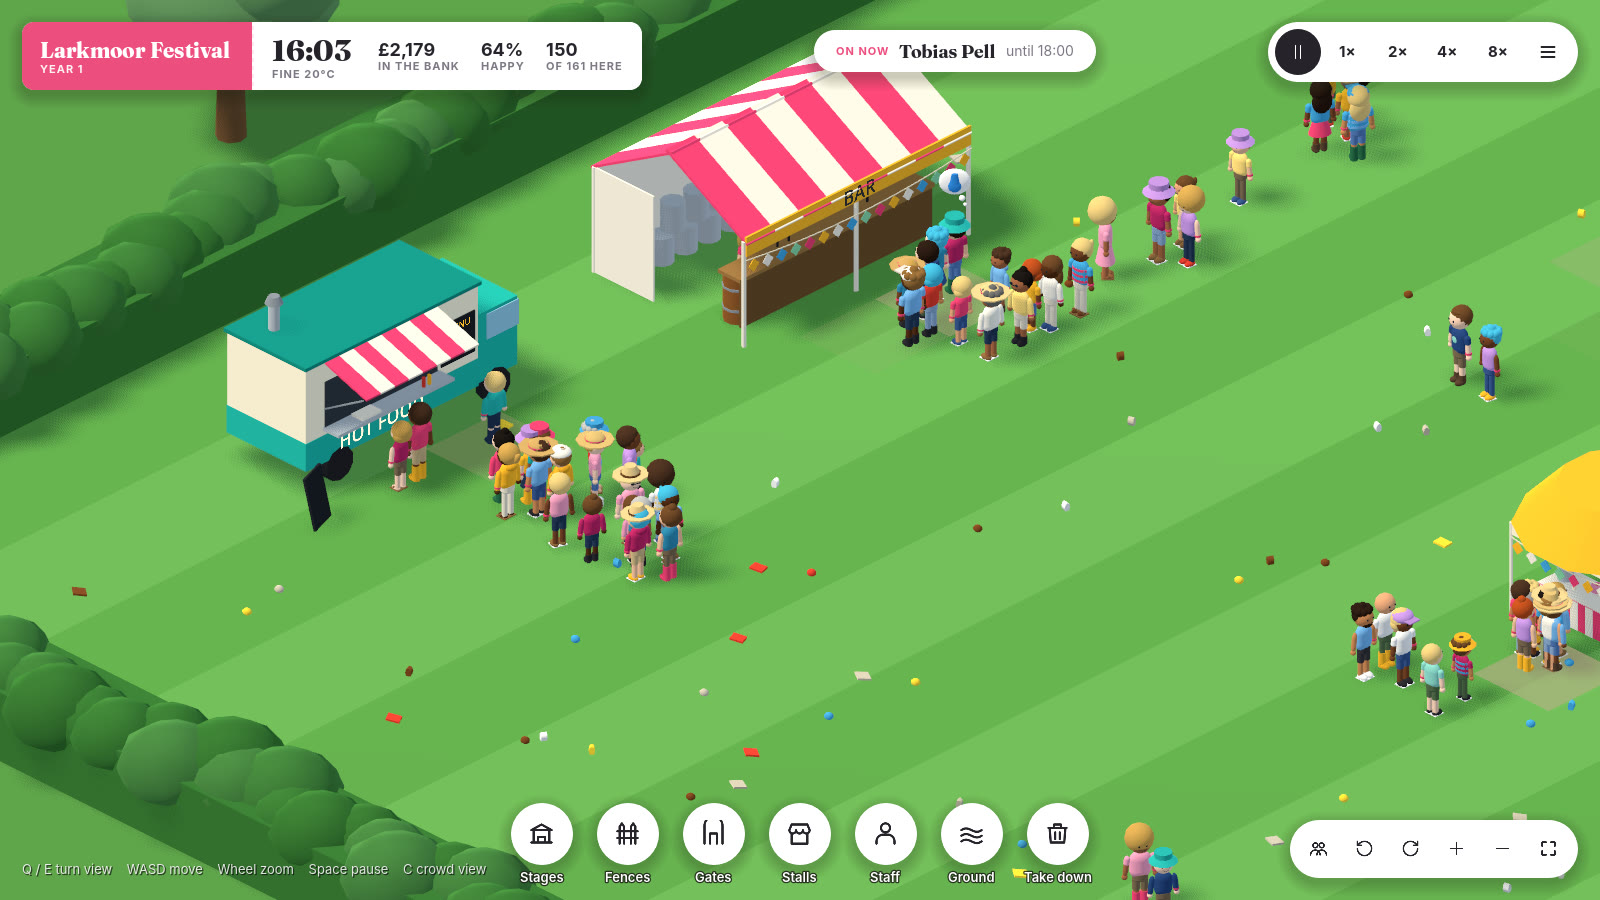 Larkmoor Festival
YEAR 1
16:03
FINE 20°C
£2,179
IN THE BANK
64%
HAPPY
150
OF 161 HERE
ON NOW Tobias Pell until 18:00
1×
2×
4×
8×
BAR
HOT FOOD
Q / E turn view WASD move Wheel zoom Space pause C crowd view
Stages
Fences
Gates
Stalls
Staff
Ground
Take down